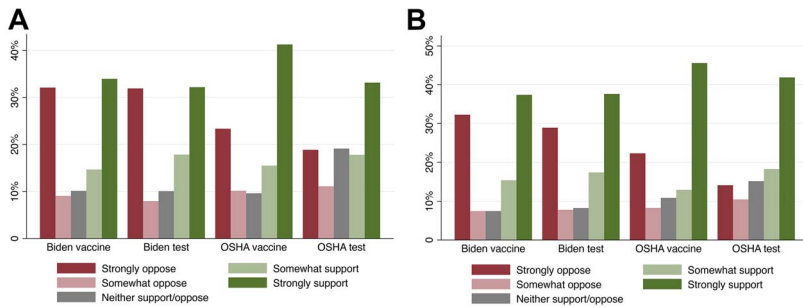 A
40%
30%
20%
10%
0
Biden vaccine Biden test OSHA vaccine OSHA test
Strongly oppose Somewhat support
Somewhat oppose Strongly support
Neither support/oppose
B
50%
40%
30%
20%
10%
0
Biden vaccine Biden test OSHA vaccine OSHA test
Strongly oppose Somewhat support
Somewhat oppose Strongly support
Neither support/oppose